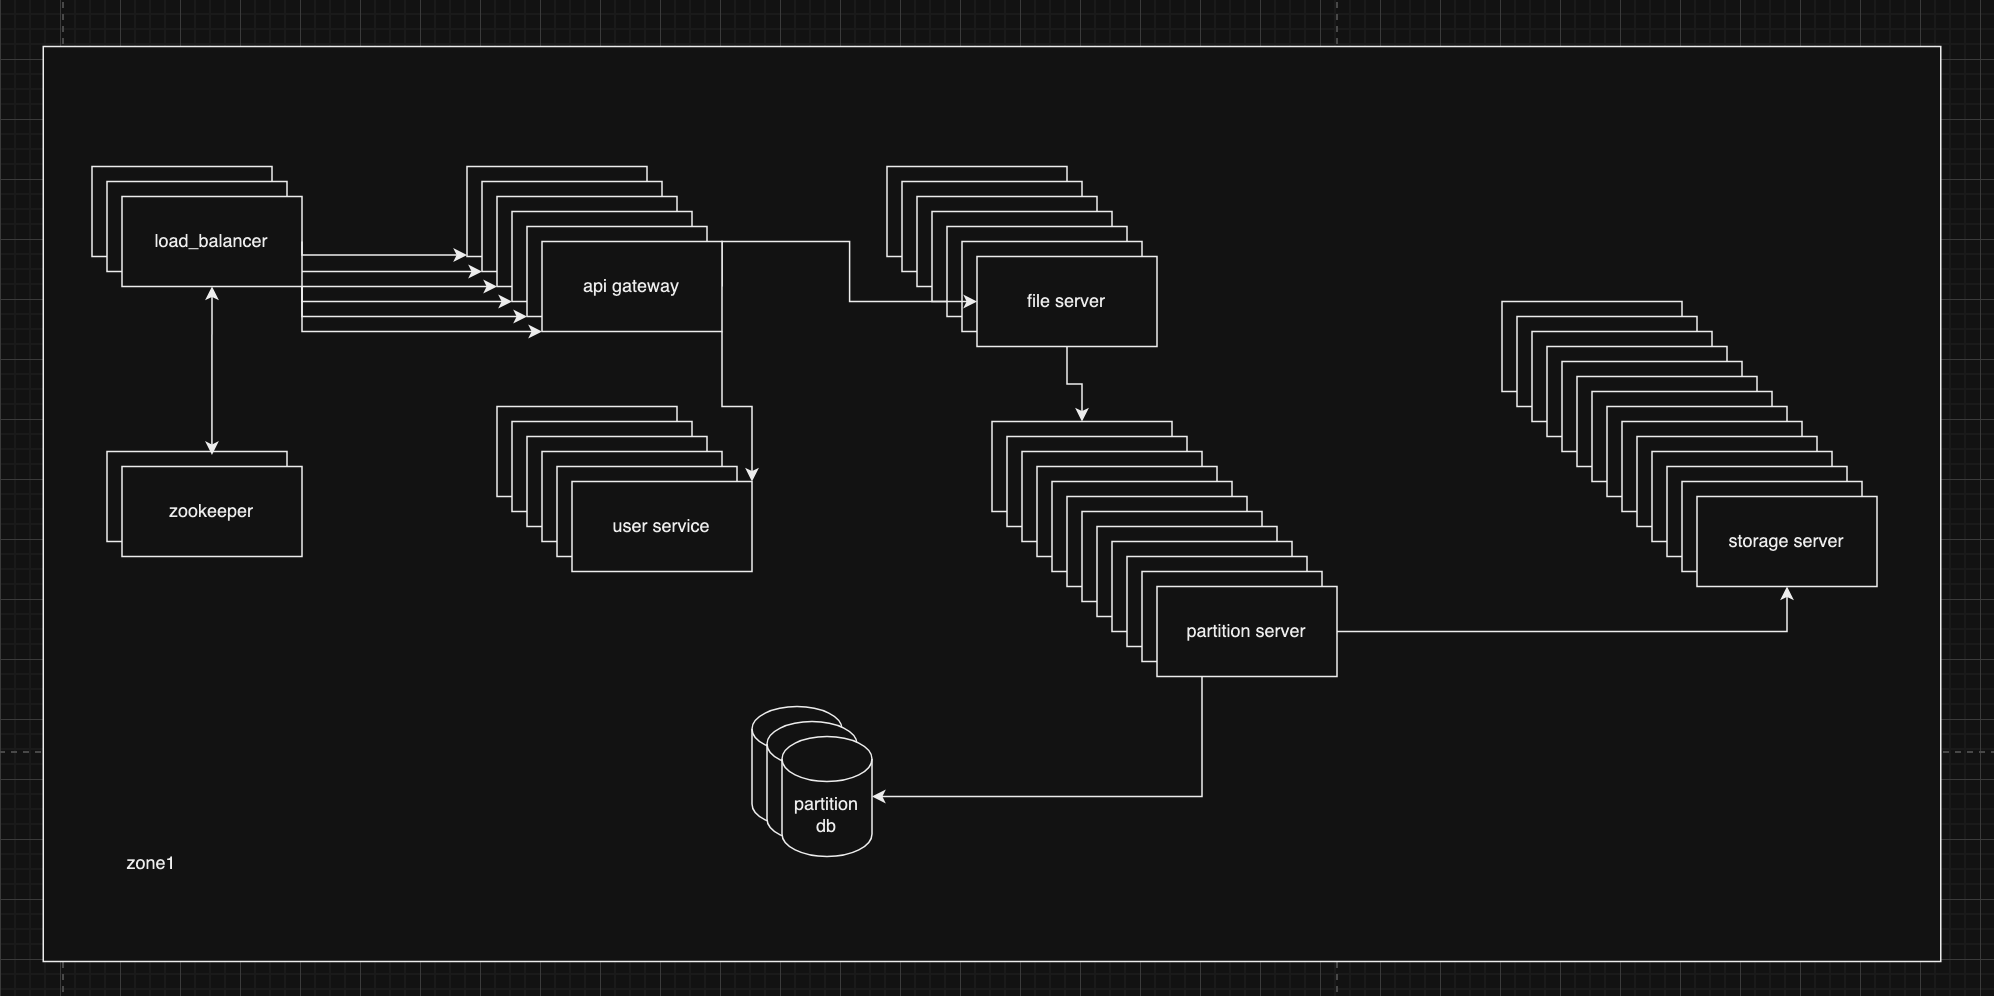 load_balancer
api gateway
file server
zookeeper
user service
storage server
partition server
partition
db
zone1